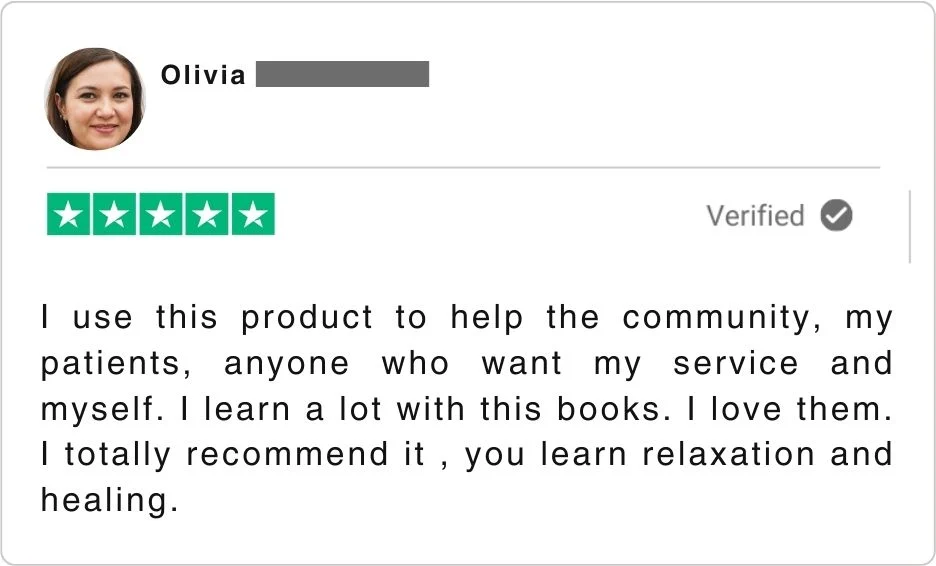 Olivia
Verified
I use this product to help the community, my
patients, anyone who want my service and
myself. I learn a lot with this books. I love them.
I totally recommend it , you learn relaxation and
healing.